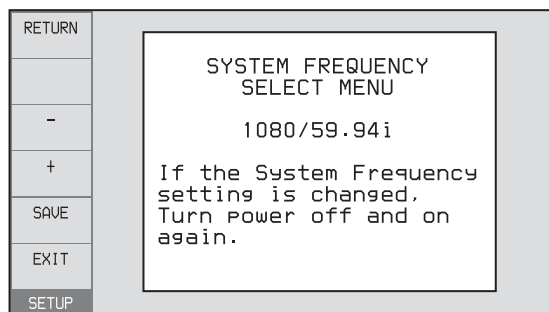 RETURN
-
+
SAVE
EXIT
SETUP
SYSTEM FREQUENCY
SELECT MENU
1080/59.94i
If the System Frequency
setting is changed,
Turn power off and on
again.